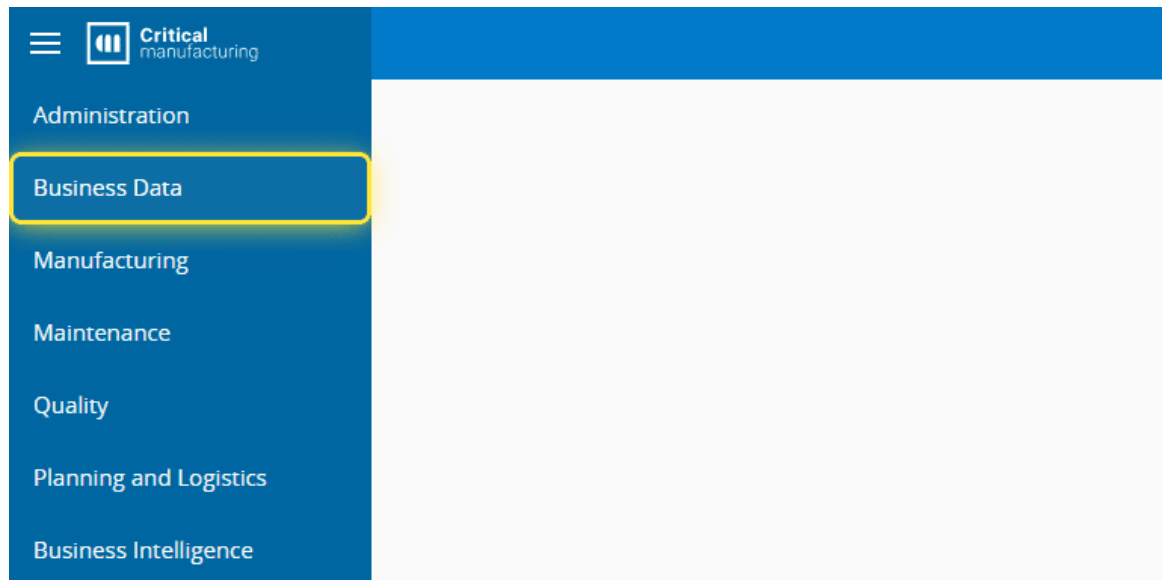 Critical
manufacturing
Administration
Business Data
Manufacturing
Maintenance
Quality
Planning and Logistics
Business Intelligence